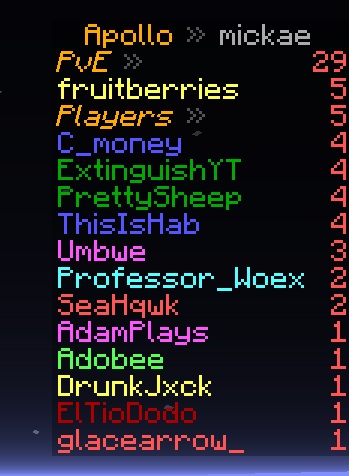 Apollo » mickae
PvE » 29
fruitberries 5
Players » 5
C_money 4
ExtinguishYT 4
PrettySheep 4
ThisIsHab 4
Umbwe 3
Professor_Woex 2
SeaHqwk 2
AdamPlays 1
Adobee 1
DrunkJxck 1
ElTioDodo 1
glacearrow_ 1